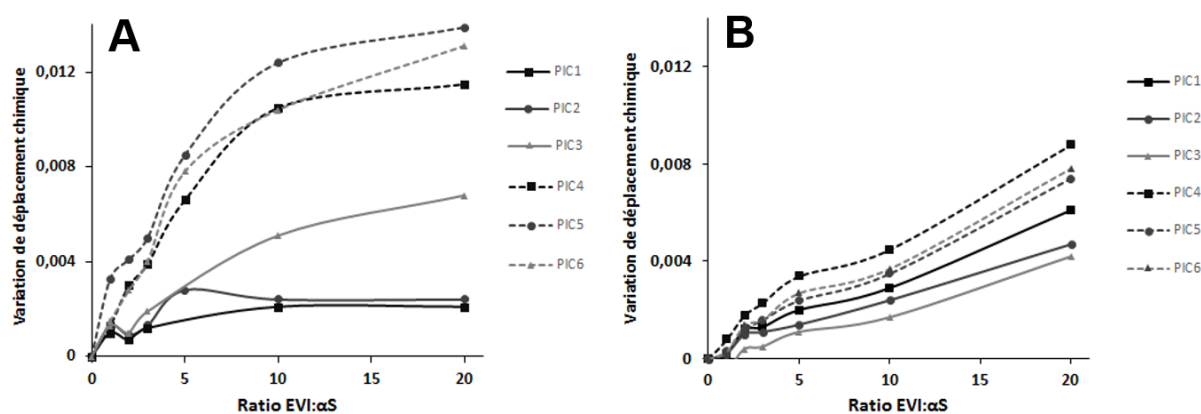 A
Variation de déplacement chimique
0,012
0,008
0,004
0
0 5 10 15 20
Ratio EVI:αS
PIC1
PIC2
PIC3
PIC4
PIC5
PIC6
B
Variation de déplacement chimique
0,012
0,008
0,004
0
0 5 10 15 20
Ratio EVI:αS
PIC1
PIC2
PIC3
PIC4
PIC5
PIC6